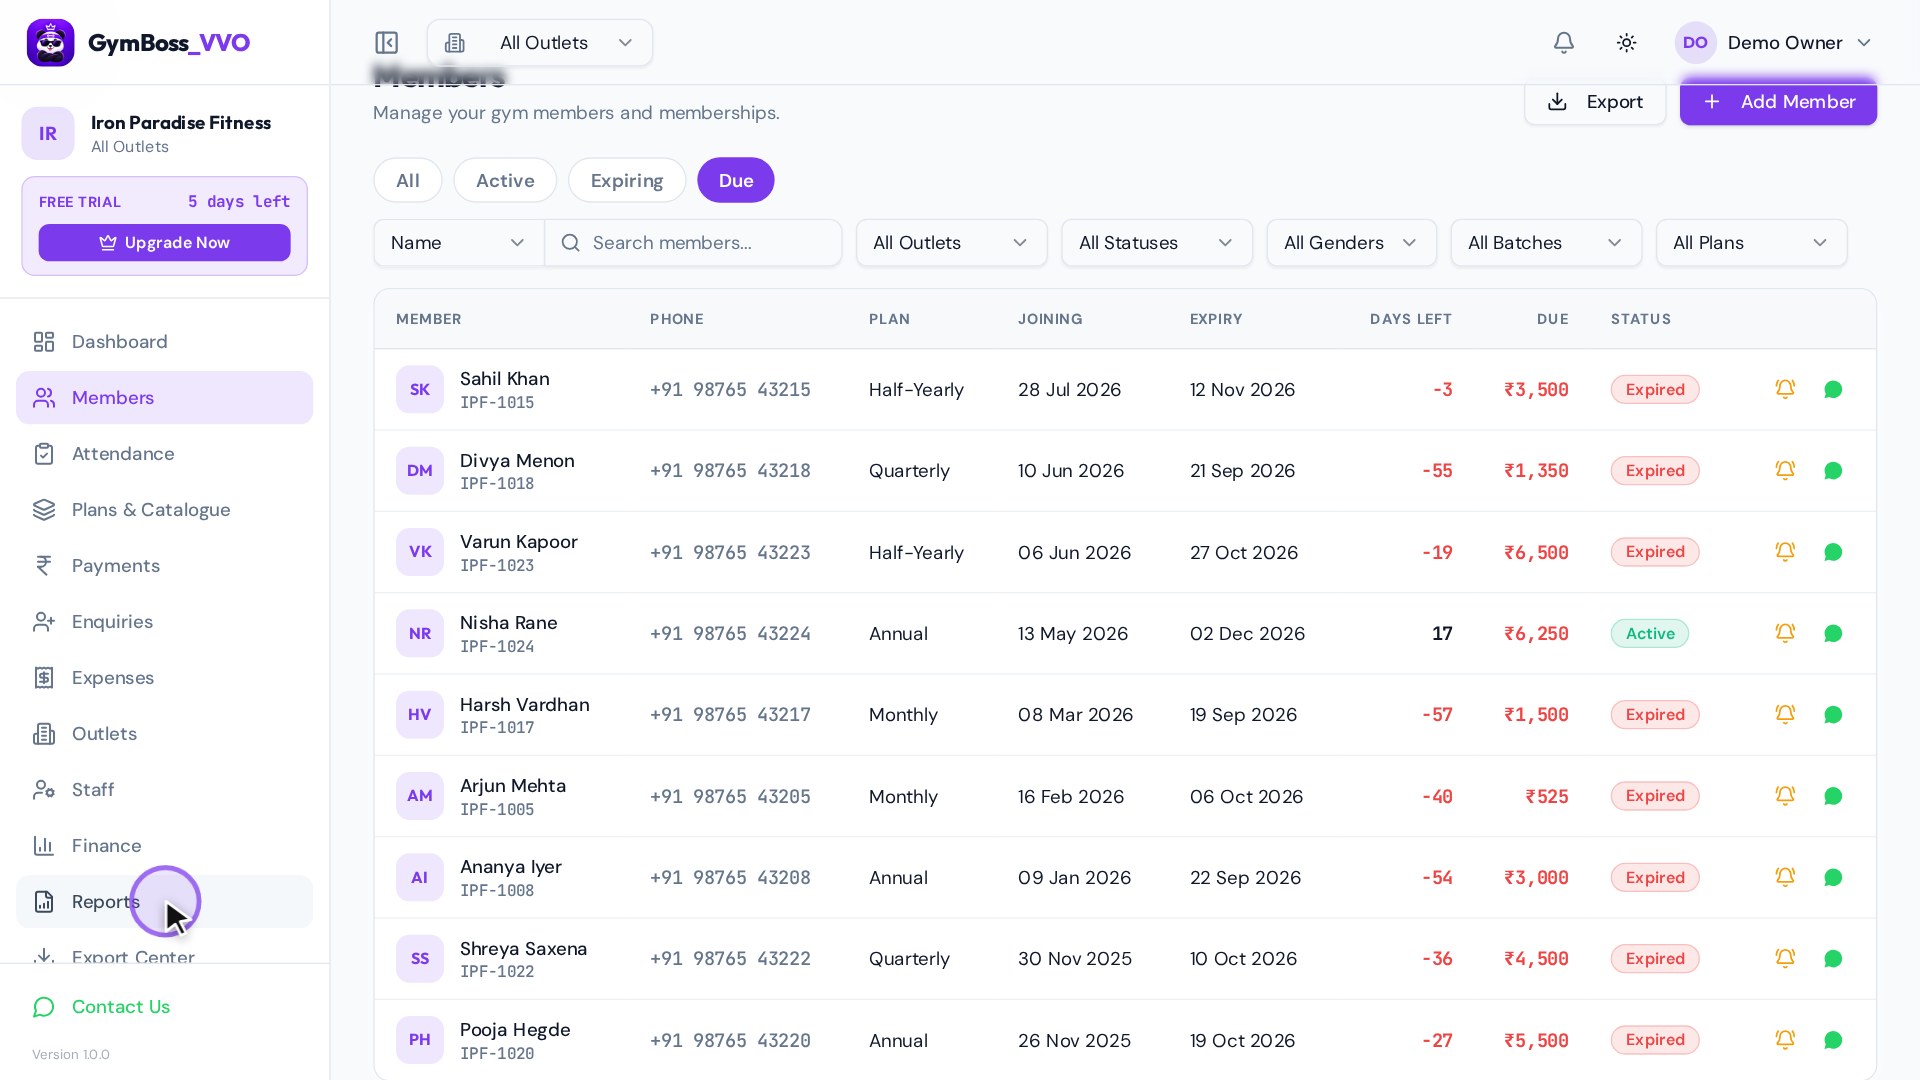 GymBoss_VVO
All Outlets
DO Demo Owner
IR Iron Paradise Fitness
All Outlets
FREE TRIAL 5 days left
Upgrade Now
Dashboard
Members
Attendance
Plans & Catalogue
Payments
Enquiries
Expenses
Outlets
Staff
Finance
Reports
Export Center
Contact Us
Version 1.0.0
Members
Manage your gym members and memberships.
Export
Add Member
All Active Expiring Due
Name Search members... All Outlets All Statuses All Genders All Batches All Plans
MEMBER PHONE PLAN JOINING EXPIRY DAYS LEFT DUE STATUS
SK Sahil Khan +91 98765 43215 Half-Yearly 28 Jul 2026 12 Nov 2026 -3 ₹3,500 Expired
IPF-1015
DM Divya Menon +91 98765 43218 Quarterly 10 Jun 2026 21 Sep 2026 -55 ₹1,350 Expired
IPF-1018
VK Varun Kapoor +91 98765 43223 Half-Yearly 06 Jun 2026 27 Oct 2026 -19 ₹6,500 Expired
IPF-1023
NR Nisha Rane +91 98765 43224 Annual 13 May 2026 02 Dec 2026 17 ₹6,250 Active
IPF-1024
HV Harsh Vardhan +91 98765 43217 Monthly 08 Mar 2026 19 Sep 2026 -57 ₹1,500 Expired
IPF-1017
AM Arjun Mehta +91 98765 43205 Monthly 16 Feb 2026 06 Oct 2026 -40 ₹525 Expired
IPF-1005
AI Ananya Iyer +91 98765 43208 Annual 09 Jan 2026 22 Sep 2026 -54 ₹3,000 Expired
IPF-1008
SS Shreya Saxena +91 98765 43222 Quarterly 30 Nov 2025 10 Oct 2026 -36 ₹4,500 Expired
IPF-1022
PH Pooja Hegde +91 98765 43220 Annual 26 Nov 2025 19 Oct 2026 -27 ₹5,500 Expired
IPF-1020